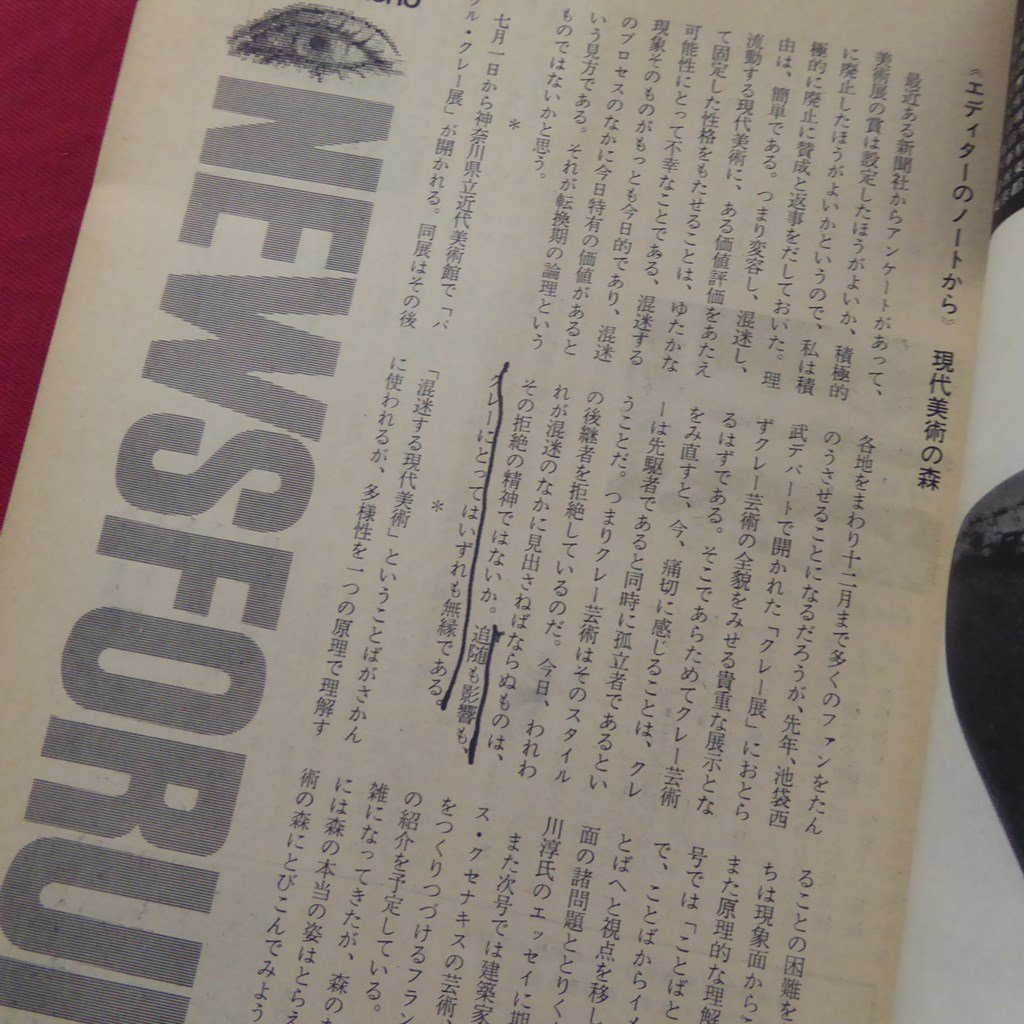 《エディターのノートから》
現代美術の森
最近ある新聞社からアンケートがあって、
美術展の賞は設定したほうがよいか、積極的
に廃止したほうがよいかというので、私は積
極的に廃止に賛成と返事をだしておいた。理
由は、簡単である。つまり変容し、混迷し、
流動する現代美術に、ある価値評価をあたえ
て固定した性格をもたせることは、ゆたかな
可能性にとって不幸なことである、混迷する
現象そのものがもっとも今日的であり、混迷
のプロセスのなかに今日特有の価値があると
いう見方である。それが転換期の論理という
ものではないかと思う。
*
七月一日から神奈川県立近代美術館で「パ
ウル・クレー展」が開かれる。同展はその後
各地をまわり十二月まで多くのファンをたん
のうさせることになるだろうが、先年、池袋西
武デパートで開かれた「クレー展」におとら
ずクレー芸術の全貌をみせる貴重な展示とな
るはずである。そこであらためてクレー芸術
をみ直すと、今、痛切に感じることは、クレ
ーは先駆者であると同時に孤立者であるとい
うことだ。つまりクレー芸術はそのスタイル
の後継者を拒絶しているのだ。今日、われわ
れが混迷のなかに見出さねばならぬものは、
その拒絶の精神ではないか。追随も影響も、
クレーにとってはいずれも無縁である。
*
「混迷する現代美術」ということばがさかん
に使われるが、多様性を一つの原理で理解す
ることの困難を
ちは現象面から
また原理的な理解
号では「ことばと
で、ことばからイ
とばへと視点を移し
面の諸問題ととりく
川淳氏のエッセイに期
また次号では建築家
ス・クセナキスの芸術、
をつくりつづけるフラン
の紹介を予定している。
雑になってきたが、森の
には森の本当の姿はとらえ
術の森にとびこんでみよう
NEWSFORUM